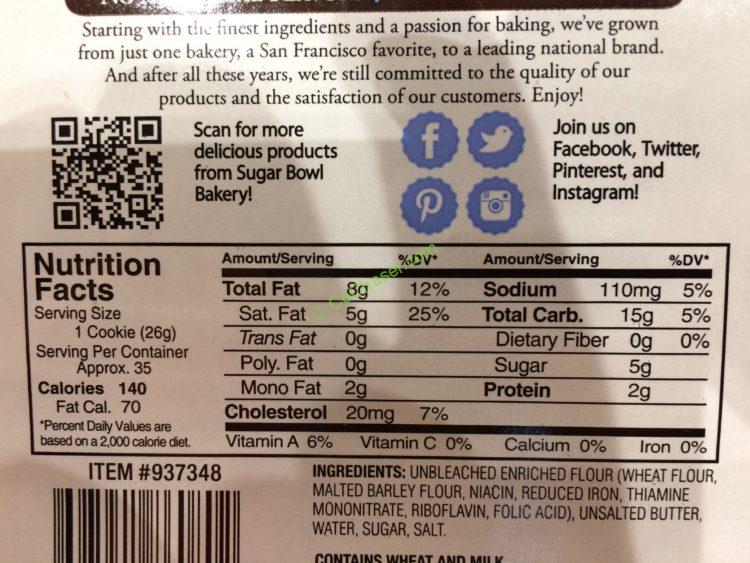 Starting with the finest ingredients and a passion for baking, we've grown
from just one bakery, a San Francisco favorite, to a leading national brand.
And after all these years, we're still committed to the quality of our
products and the satisfaction of our customers. Enjoy!
Scan for more
delicious products
from Sugar Bowl
Bakery!
Join us on
Facebook, Twitter,
Pinterest, and
Instagram!
Nutrition
Facts
Serving Size
1 Cookie (26g)
Serving Per Container
Approx. 35
Calories 140
Fat Cal. 70
*Percent Daily Values are
based on a 2,000 calorie diet.
Amount/Serving %DV*
Total Fat 8g 12%
Sat. Fat 5g 25%
Trans Fat 0g
Poly. Fat 0g
Mono Fat 2g
Cholesterol 20mg 7%
Amount/Serving %DV*
Sodium 110mg 5%
Total Carb. 15g 5%
Dietary Fiber 0g 0%
Sugar 5g
Protein 2g
Vitamin A 6% Vitamin C 0% Calcium 0% Iron 0%
ITEM #937348
INGREDIENTS: UNBLEACHED ENRICHED FLOUR (WHEAT FLOUR,
MALTED BARLEY FLOUR, NIACIN, REDUCED IRON, THIAMINE
MONONITRATE, RIBOFLAVIN, FOLIC ACID), UNSALTED BUTTER,
WATER, SUGAR, SALT.
CONTAINS WHEAT AND MILK